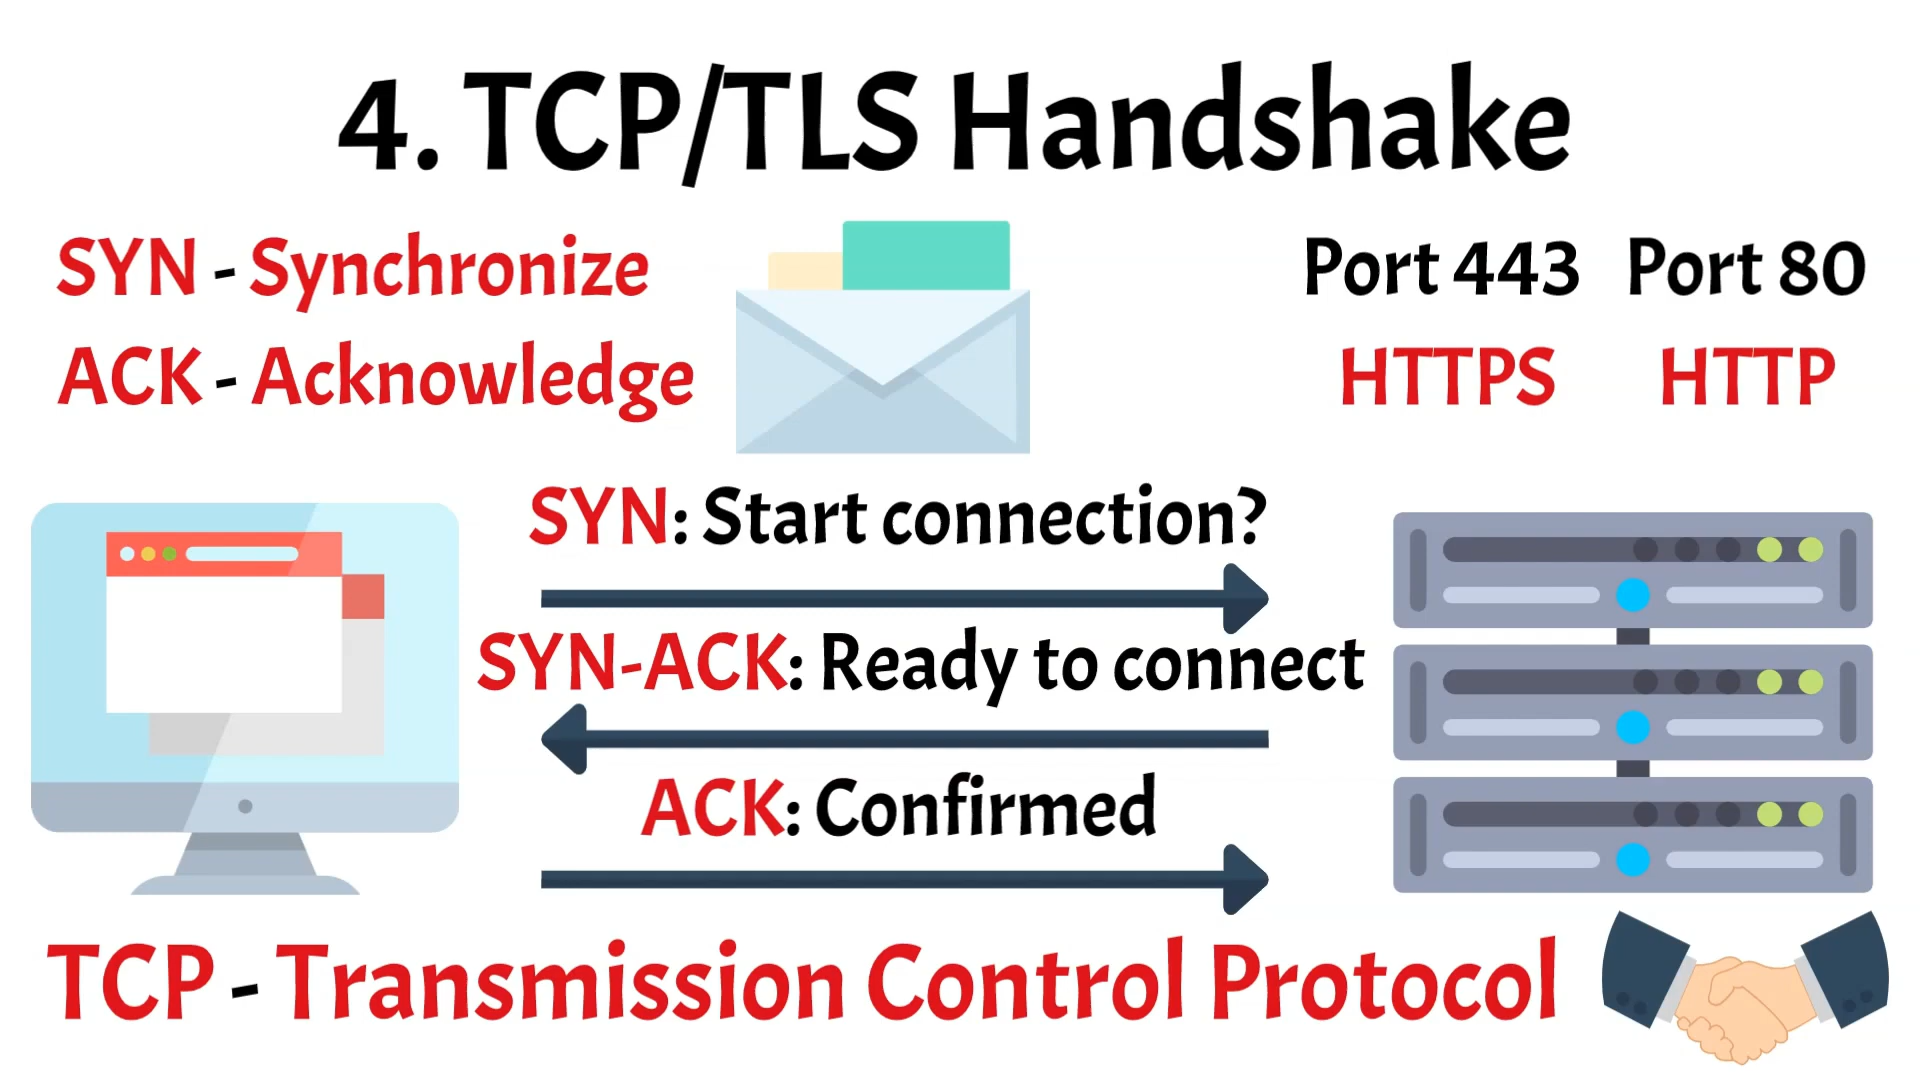 4. TCP/TLS Handshake
SYN - Synchronize
ACK - Acknowledge
Port 443
HTTPS
Port 80
HTTP
SYN: Start connection?
SYN-ACK: Ready to connect
ACK: Confirmed
TCP - Transmission Control Protocol